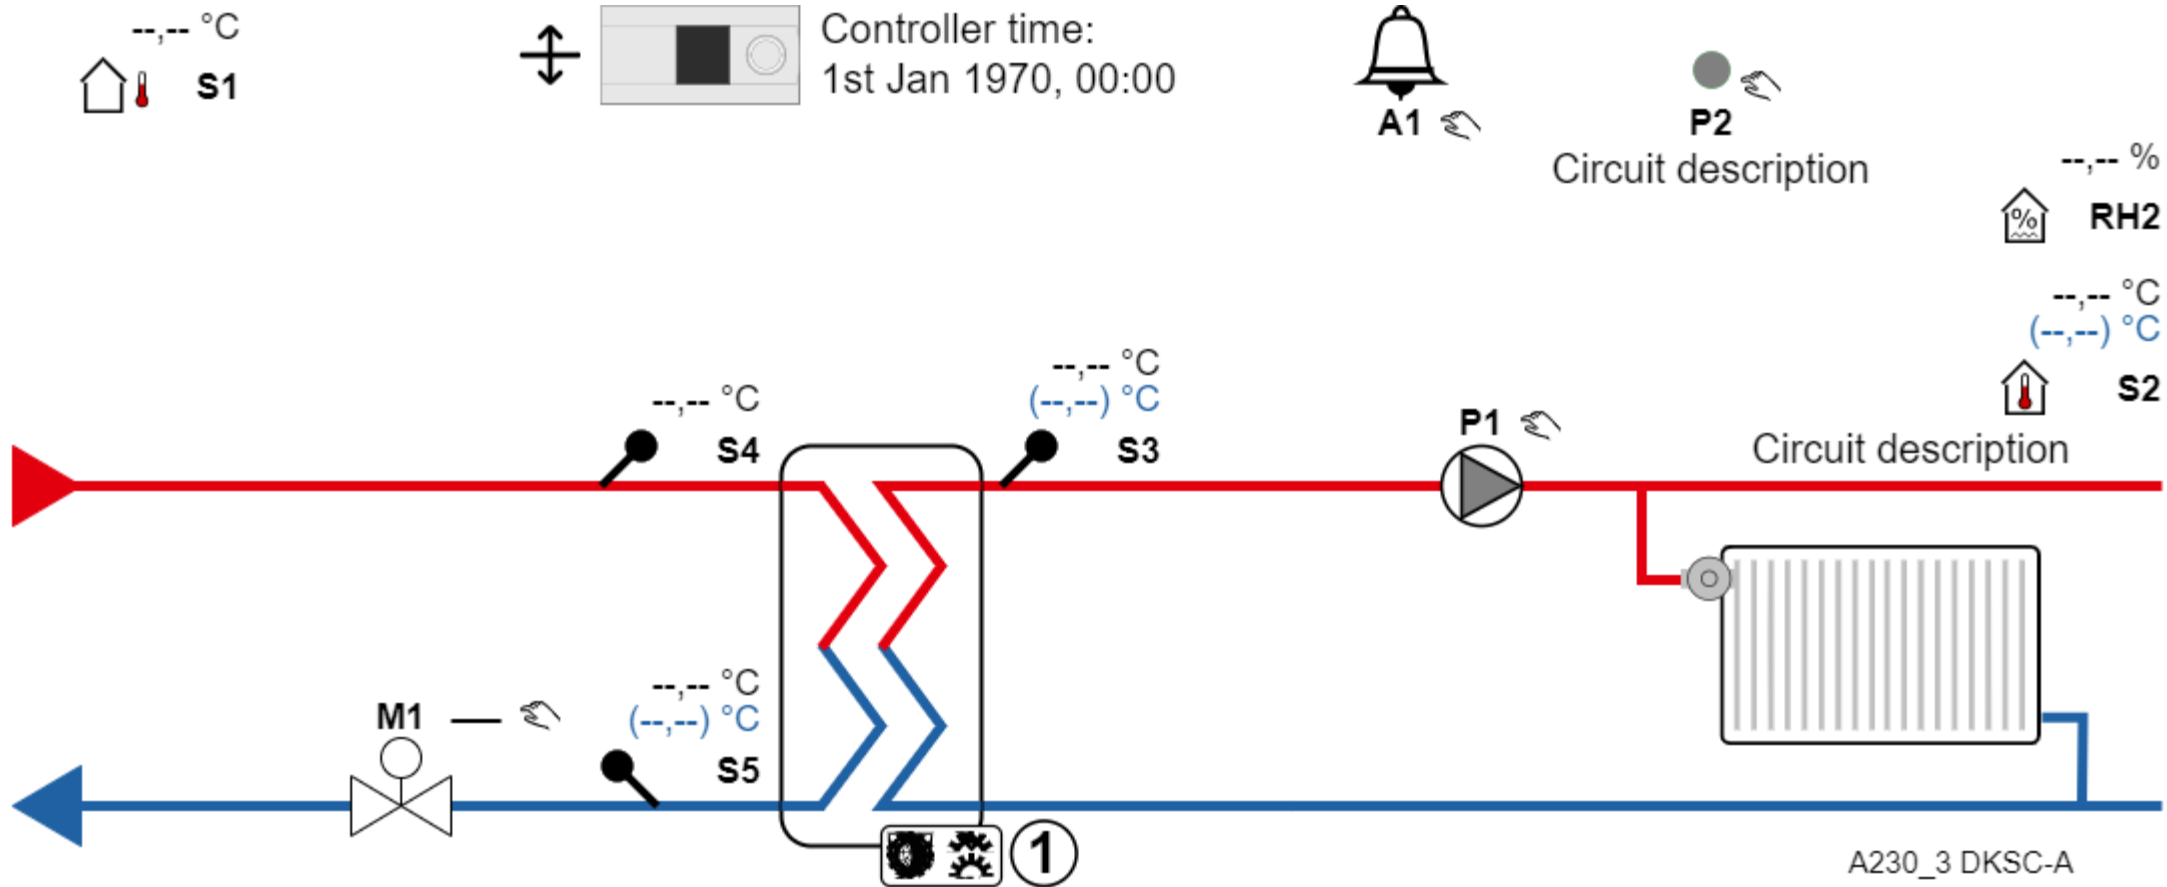 --,-- °C
S1
Controller time:
1st Jan 1970, 00:00
A1
P2
Circuit description
--,-- %
%
RH2
--,-- °C
(--,--) °C
S2
--,-- °C
S4
--,-- °C
(--,--) °C
S3
P1
Circuit description
M1
--,-- °C
(--,--) °C
S5
1
A230_3 DKSC-A